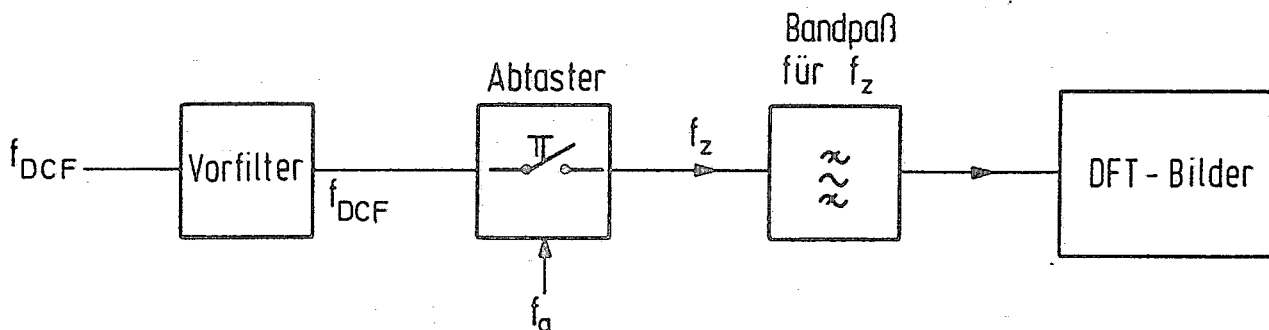 Bandpaß
für f_z
Abtaster
f_DCF
Vorfilter
f_DCF
f_z
DFT - Bilder
f_a